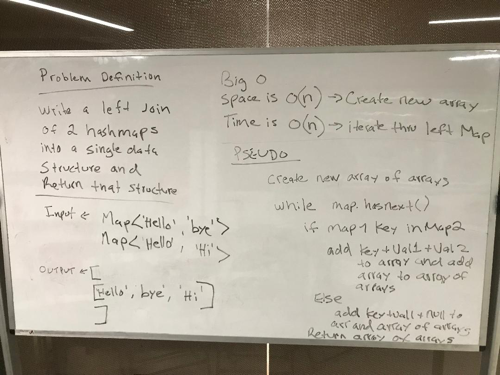 Problem Definition
Write a left Join
of 2 hashmaps
into a single data
Structure and
Return that structure
Input ← Map<'Hello', 'bye'>
Map<'Hello', 'Hi'>
OUTPUT ← [
['Hello', 'bye', 'Hi']
]
Big O
Space is O(n) → Create new array
Time is O(n) → iterate thru left Map
PSEUDO
Create new array of arrays
while map.hasnext()
if map1 key in Map2
add key + Val1 + Val2
to array and add
array to array of
arrays
Else
add key + val1 + null to
arr and array of arrays
Return array of arrays